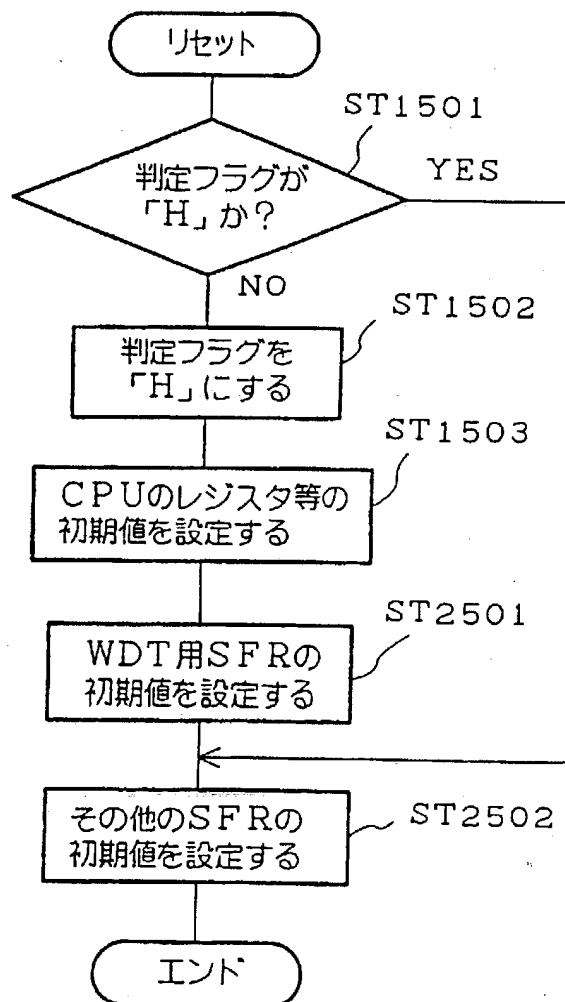 リセット
ST1501
判定フラグが
「H」か?
YES
NO
ST1502
判定フラグを
「H」にする
ST1503
CPUのレジスタ等の
初期値を設定する
ST2501
WDT用SFRの
初期値を設定する
その他のSFRの
初期値を設定する
ST2502
エンド